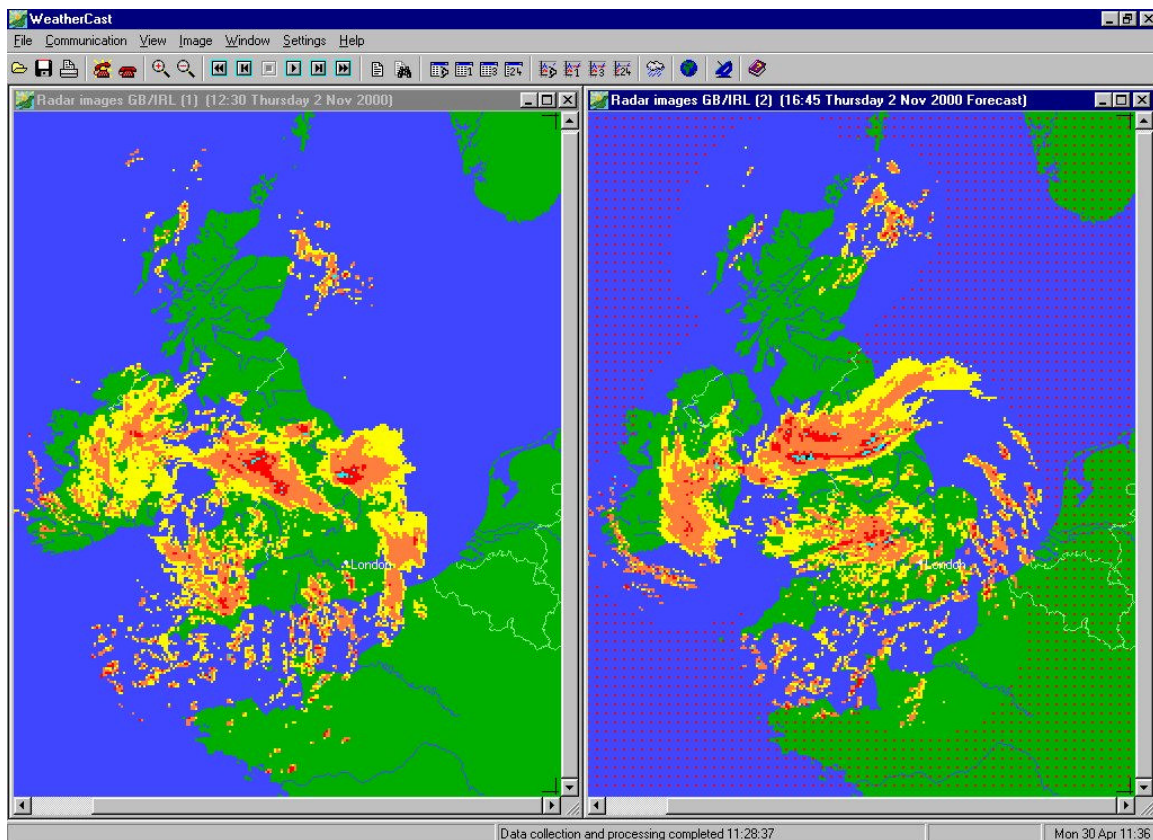 WeatherCast
File Communication View Image Window Settings Help
Radar images GB/IRL (1) (12:30 Thursday 2 Nov 2000)
Radar images GB/IRL (2) (16:45 Thursday 2 Nov 2000 Forecast)
London
London
Data collection and processing completed 11:28:37
Mon 30 Apr 11:36